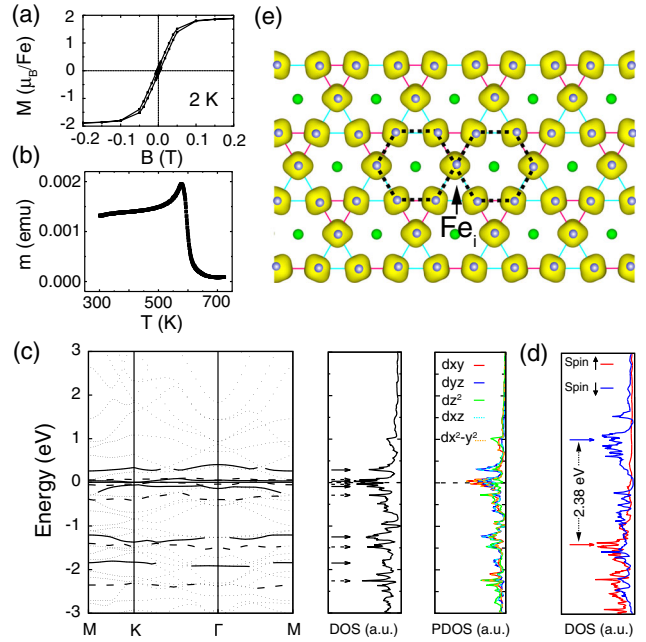 (a)
M (μB/Fe)
2
1
0
-1
-2
2 K
-0.2 -0.1 0.0 0.1 0.2
B (T)
(b)
m (emu)
0.002
0.001
0.000
300 500 700
T (K)
(e)
Fei
(c)
Energy (eV)
3
2
1
0
-1
-2
-3
M K Γ M
DOS (a.u.)
dxy
dyz
dz²
dxz
dx²-y²
PDOS (a.u.)
(d)
Spin ↑
Spin ↓
2.38 eV
DOS (a.u.)